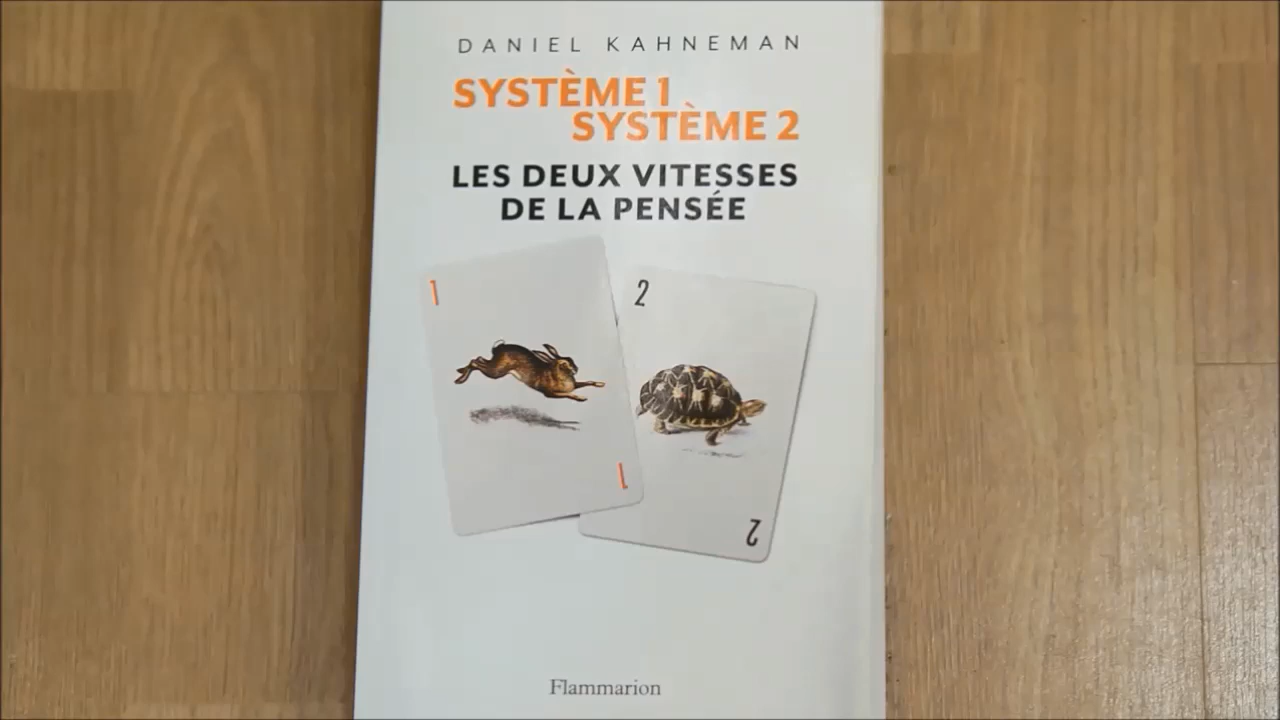 DANIEL KAHNEMAN
SYSTÈME 1
SYSTÈME 2
LES DEUX VITESSES
DE LA PENSÉE
1
2
1
2
Flammarion